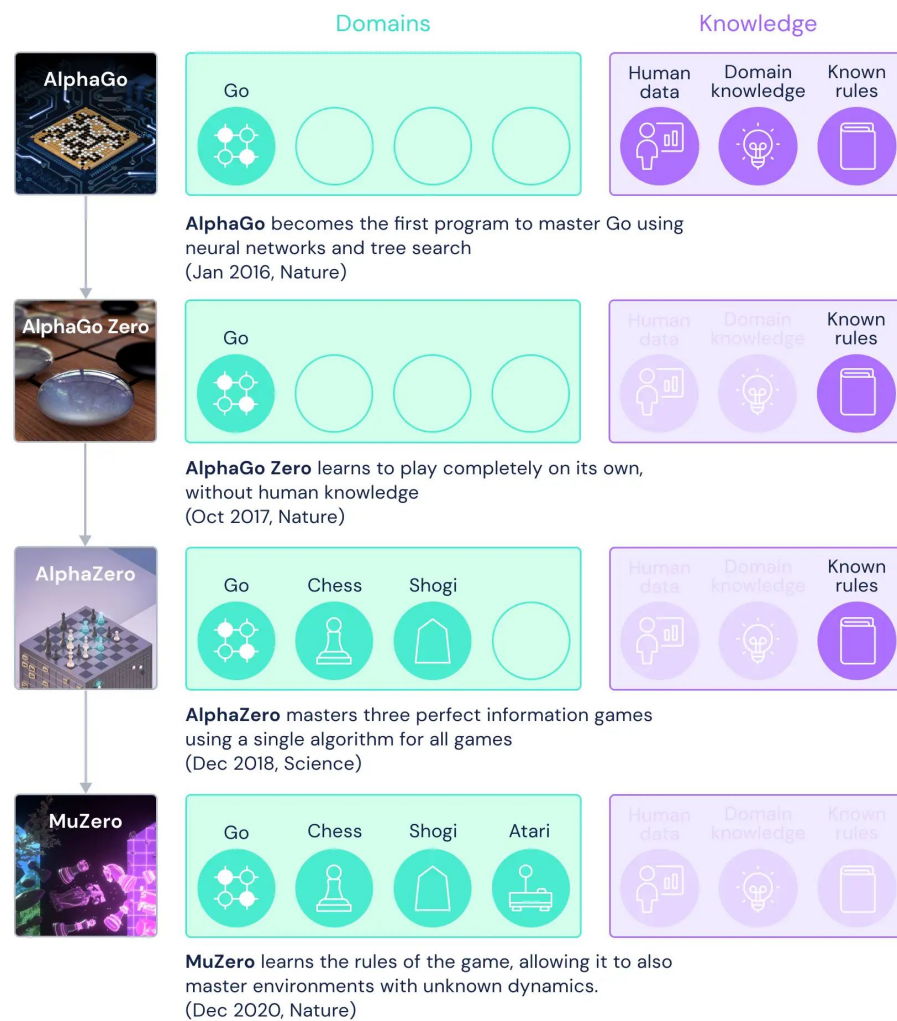 Domains
Knowledge
AlphaGo
Go
Human data
Domain knowledge
Known rules
AlphaGo becomes the first program to master Go using
neural networks and tree search
(Jan 2016, Nature)
AlphaGo Zero
Go
Human data
Domain knowledge
Known rules
AlphaGo Zero learns to play completely on its own,
without human knowledge
(Oct 2017, Nature)
AlphaZero
Go
Chess
Shogi
Human data
Domain knowledge
Known rules
AlphaZero masters three perfect information games
using a single algorithm for all games
(Dec 2018, Science)
MuZero
Go
Chess
Shogi
Atari
Human data
Domain knowledge
Known rules
MuZero learns the rules of the game, allowing it to also
master environments with unknown dynamics.
(Dec 2020, Nature)